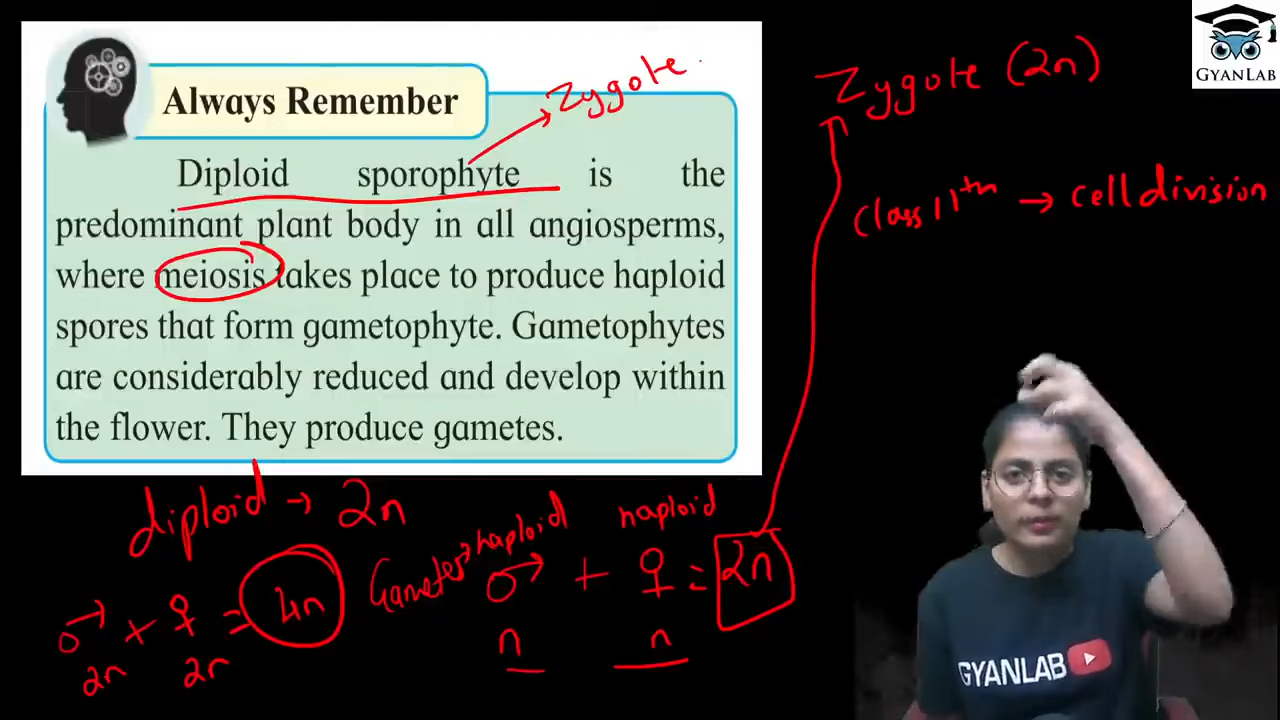 GYANLAB
Always Remember
Zygote
Diploid sporophyte is the
predominant plant body in all angiosperms,
where meiosis takes place to produce haploid
spores that form gametophyte. Gametophytes
are considerably reduced and develop within
the flower. They produce gametes.
Zygote (2n)
Class 11th → cell division
diploid → 2n
♂ + ♀ = 4n
2n 2n
Gametes → haploid haploid
♂ + ♀ = 2n
n n
GYANLAB